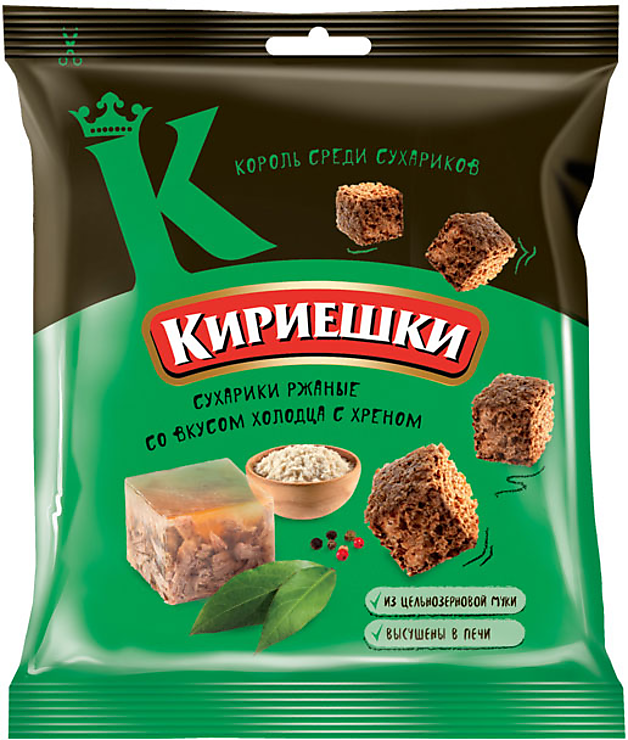 К
КОРОЛЬ СРЕДИ СУХАРИКОВ
КИРИЕШКИ
СУХАРИКИ РЖАНЫЕ
СО ВКУСОМ ХОЛОДЦА С ХРЕНОМ
ИЗ ЦЕЛЬНОЗЕРНОВОЙ МУКИ
ВЫСУШЕНЫ В ПЕЧИ